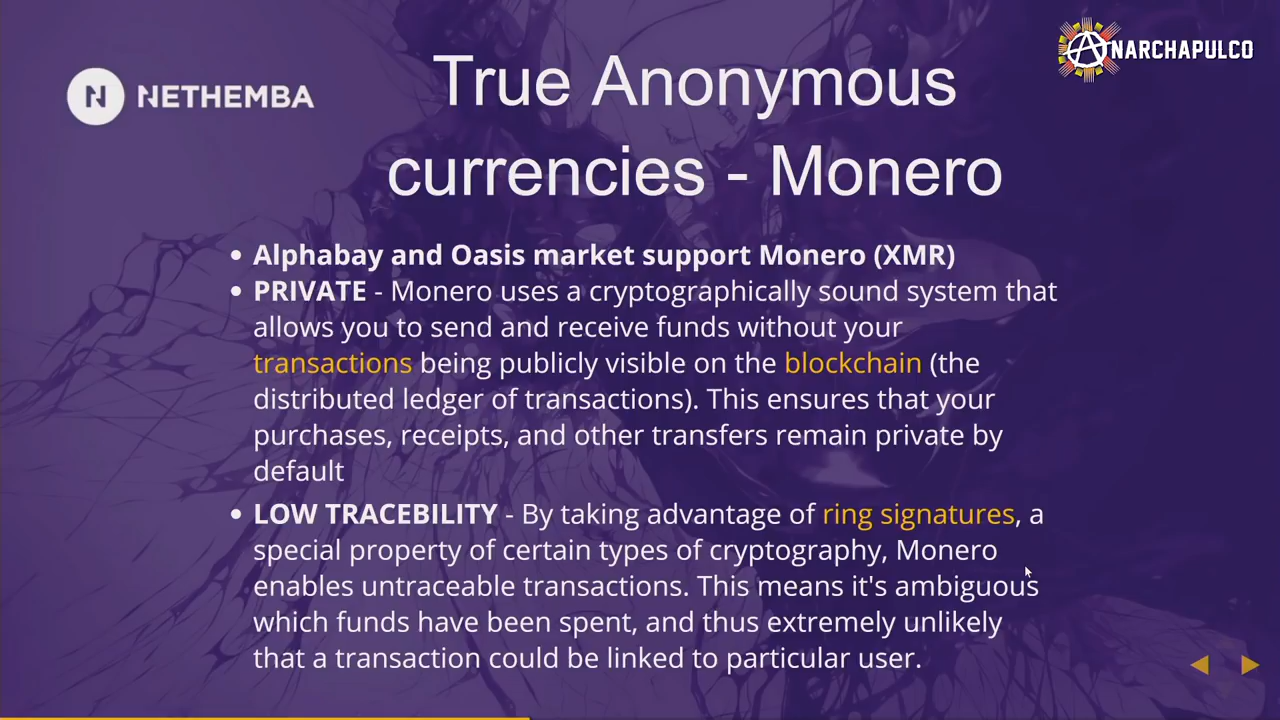 NETHEMBA
ANARCHAPULCO
True Anonymous
currencies - Monero
• Alphabay and Oasis market support Monero (XMR)
• PRIVATE - Monero uses a cryptographically sound system that
allows you to send and receive funds without your
transactions being publicly visible on the blockchain (the
distributed ledger of transactions). This ensures that your
purchases, receipts, and other transfers remain private by
default
• LOW TRACEBILITY - By taking advantage of ring signatures, a
special property of certain types of cryptography, Monero
enables untraceable transactions. This means it's ambiguous
which funds have been spent, and thus extremely unlikely
that a transaction could be linked to particular user.